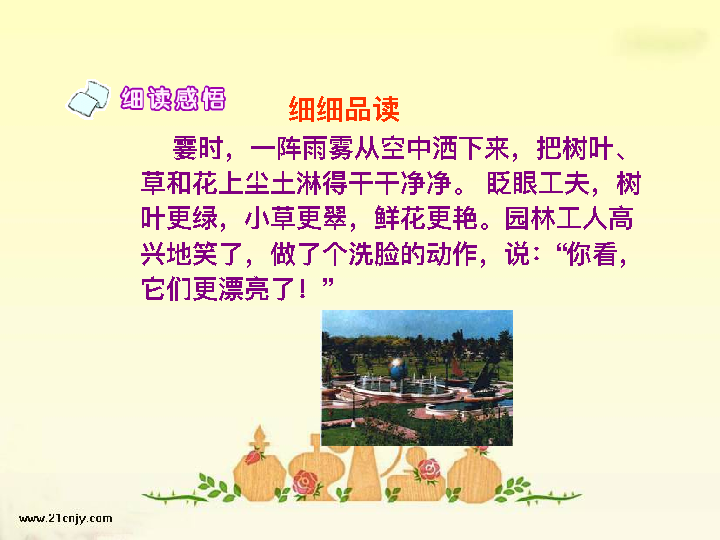 细读感悟
细细品读
霎时，一阵雨雾从空中洒下来，把树叶、
草和花上尘土淋得干干净净。 眨眼工夫，树
叶更绿，小草更翠，鲜花更艳。园林工人高
兴地笑了，做了个洗脸的动作，说：“你看，
它们更漂亮了！”
www.21cnjy.com